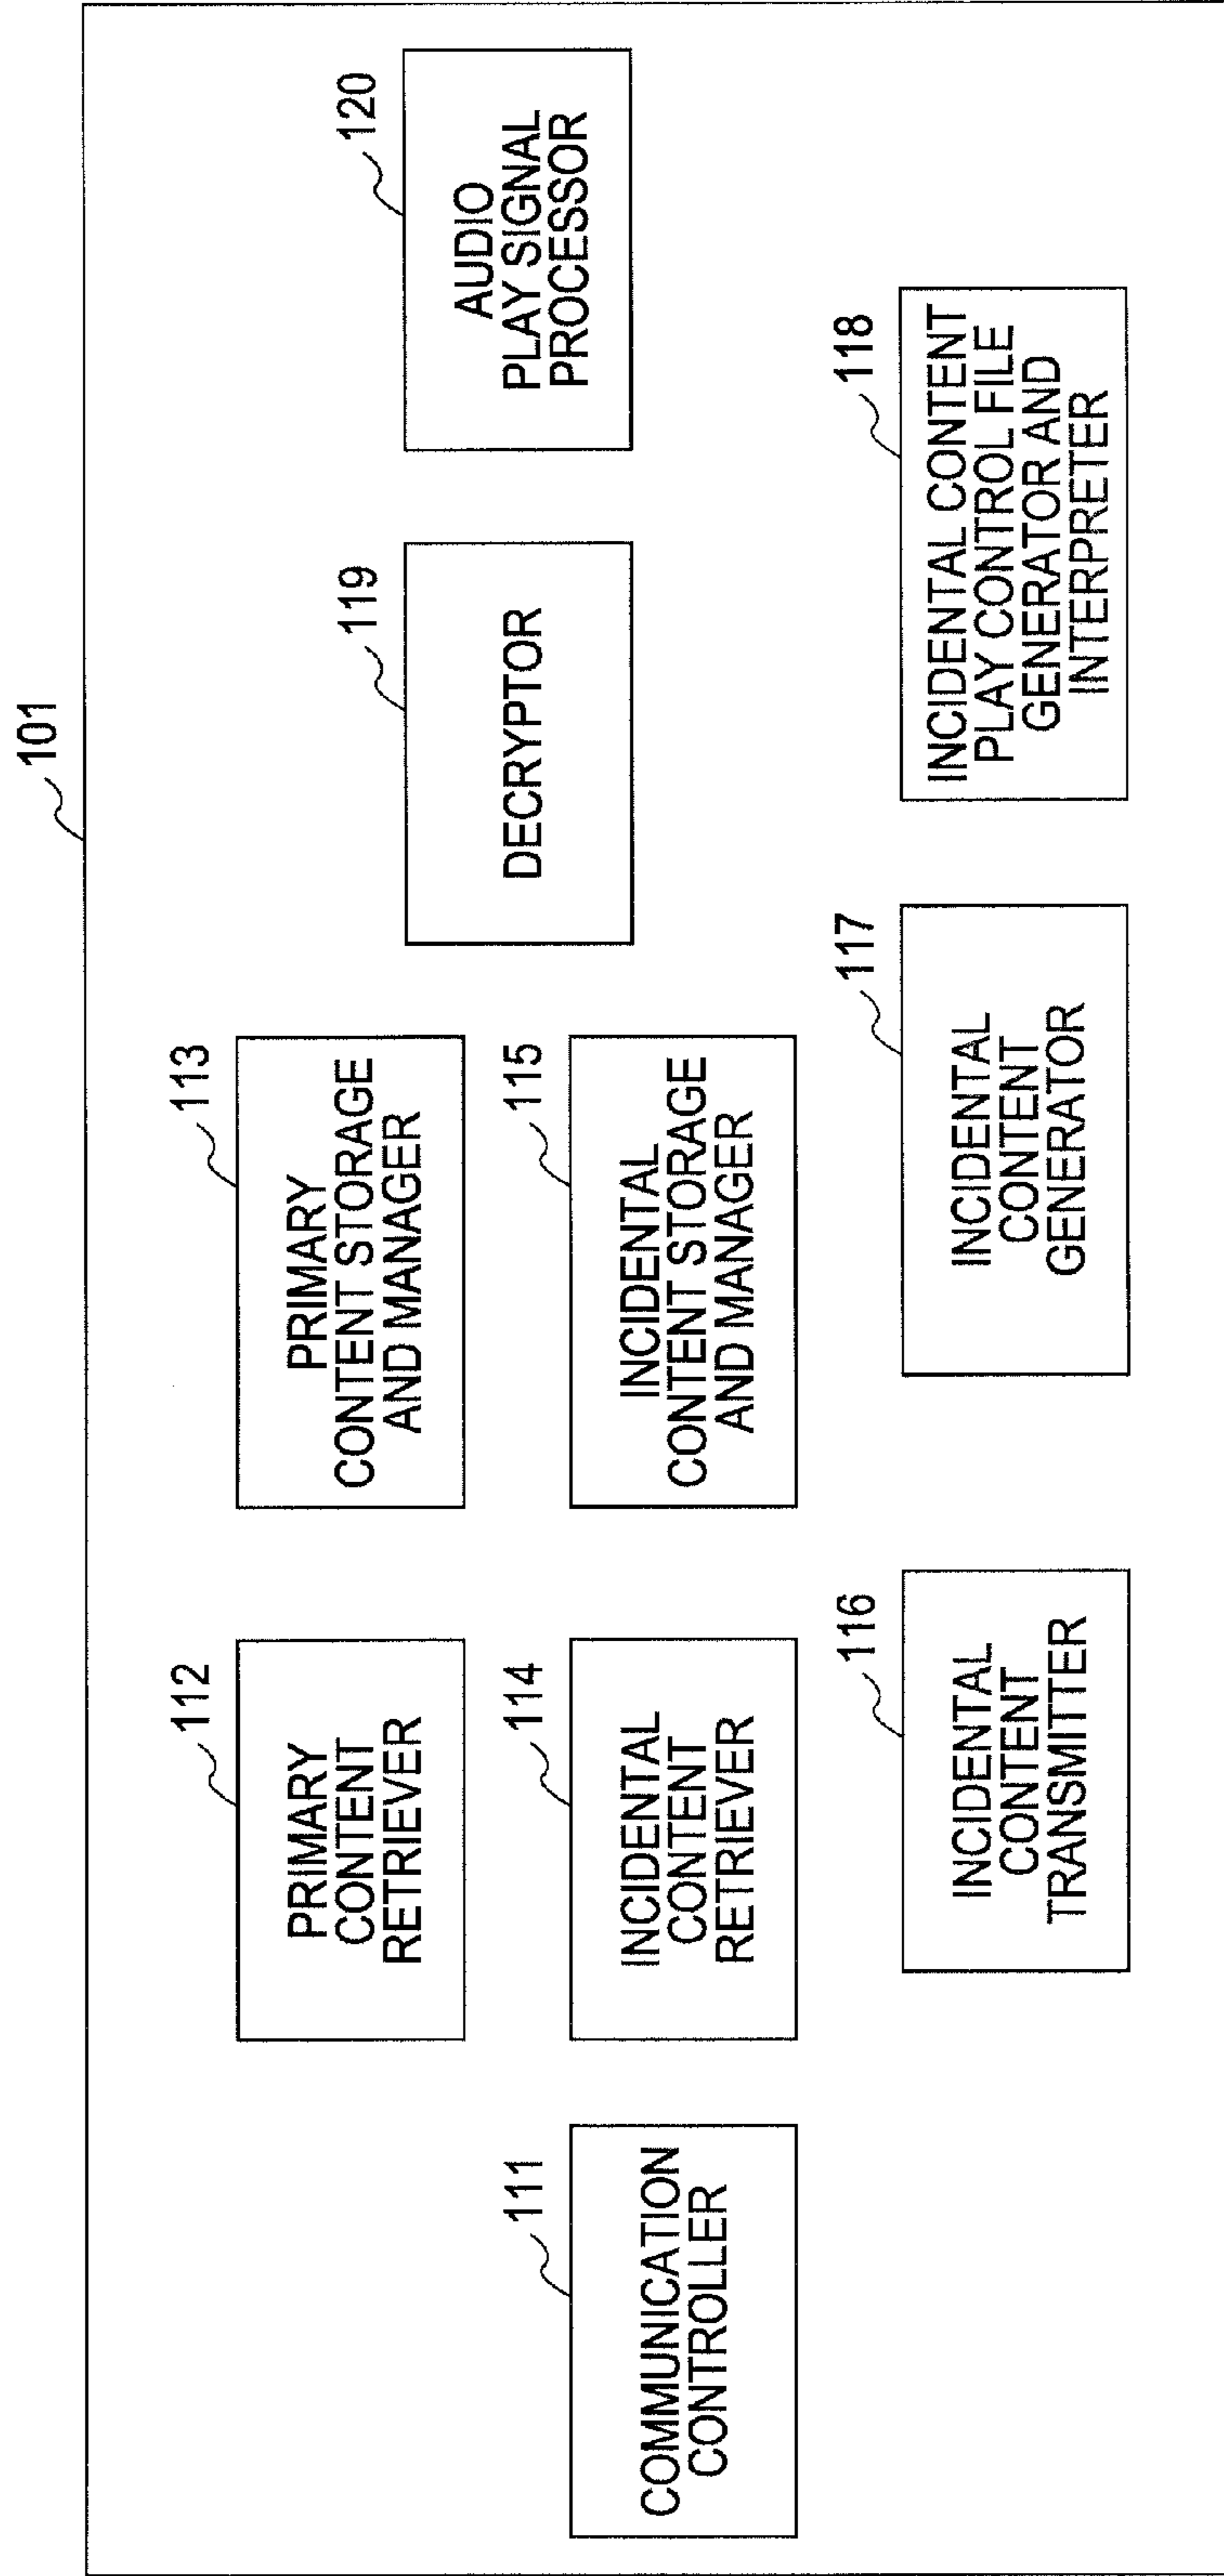 101
111
COMMUNICATION
CONTROLLER
112
PRIMARY
CONTENT
RETRIEVER
113
PRIMARY
CONTENT STORAGE
AND MANAGER
114
INCIDENTAL
CONTENT
RETRIEVER
115
INCIDENTAL
CONTENT STORAGE
AND MANAGER
116
INCIDENTAL
CONTENT
TRANSMITTER
117
INCIDENTAL
CONTENT
GENERATOR
118
INCIDENTAL CONTENT
PLAY CONTROL FILE
GENERATOR AND
INTERPRETER
119
DECRYPTOR
120
AUDIO
PLAY SIGNAL
PROCESSOR